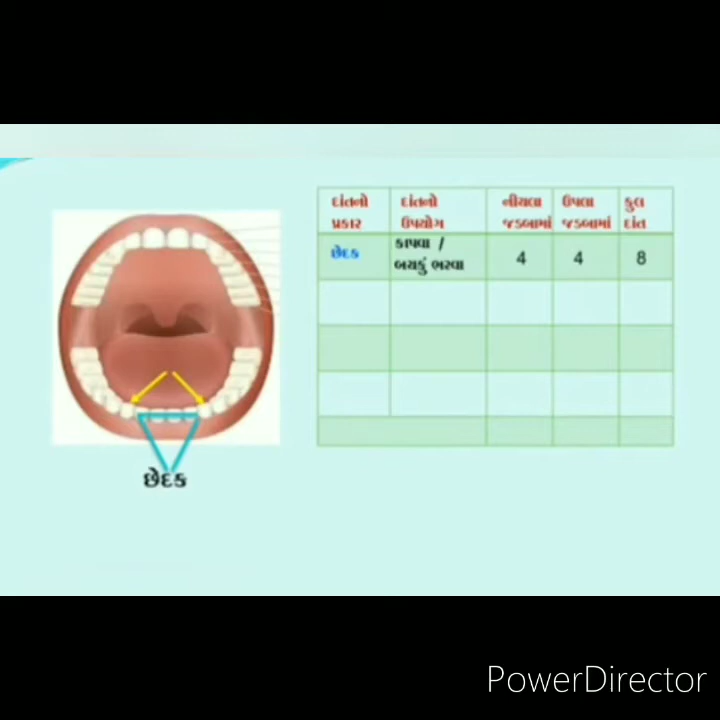 દાંતનો દાંતનો નીચલા ઉપલા કુલ
પ્રકાર ઉપયોગ જડબામાં જડબામાં દાંત
છેદક કાપવા / 4 4 8
બચકું ભરવા
છેદક
PowerDirector